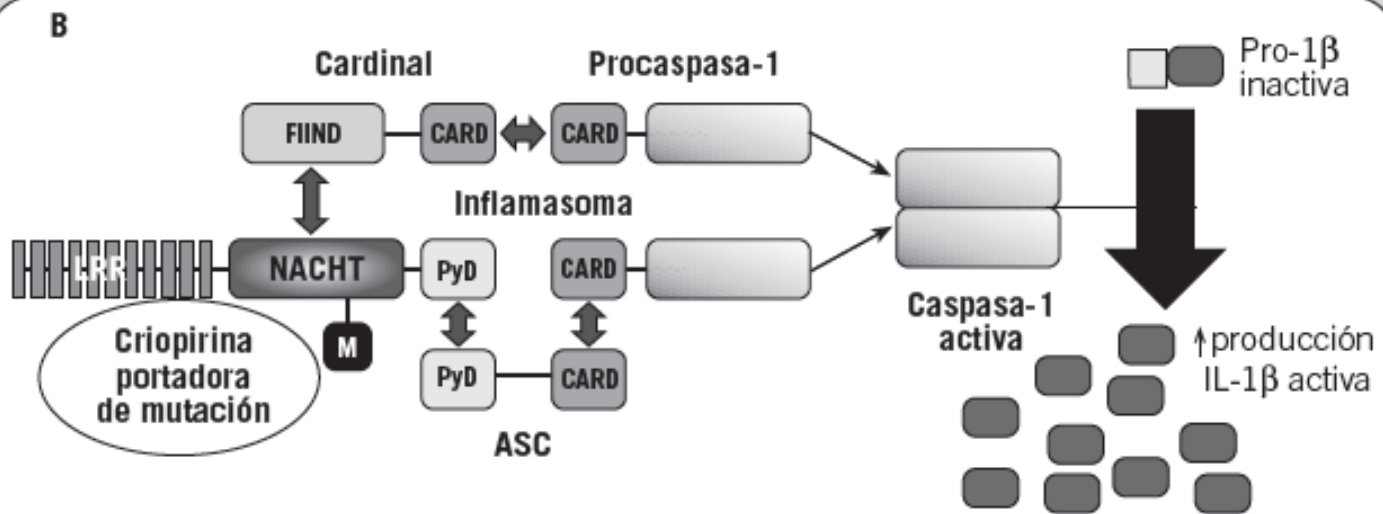 B
Cardinal
Procaspasa-1
Pro-1β
inactiva
FIIND
CARD
CARD
Inflamasoma
LRR
NACHT
PyD
CARD
Criopirina
portadora
de mutación
M
PyD
CARD
ASC
Caspasa-1
activa
↑producción
IL-1β activa